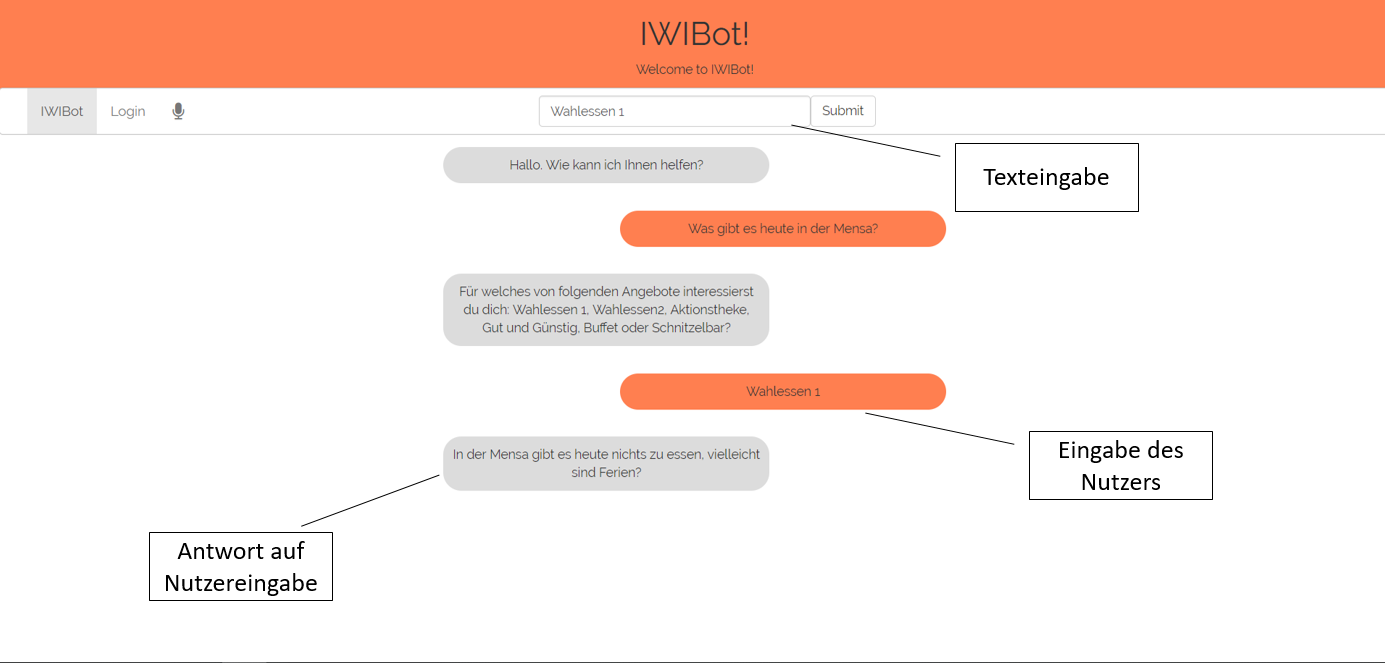 IWIBot!
Welcome to IWIBot!
IWIBot Login Wahlessen 1 Submit
Hallo. Wie kann ich Ihnen helfen?
Texteingabe
Was gibt es heute in der Mensa?
Für welches von folgenden Angebote interessierst
du dich: Wahlessen 1, Wahlessen2, Aktionstheke,
Gut und Günstig, Buffet oder Schnitzelbar?
Wahlessen 1
Eingabe des
Nutzers
In der Mensa gibt es heute nichts zu essen, vielleicht
sind Ferien?
Antwort auf
Nutzereingabe